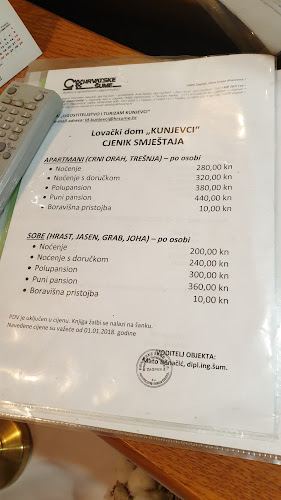 HRVATSKE
ŠUME
„UGOSTITELJSTVO I TURIZAM KUNJEVCI"
Lovački dom „KUNJEVCI"
CJENIK SMJEŠTAJA
APARTMANI (CRNI ORAH, TREŠNJA) – po osobi
• Noćenje 280,00 kn
• Noćenje s doručkom 320,00 kn
• Polupansion 380,00 kn
• Puni pansion 440,00 kn
• Boravišna pristojba 10,00 kn
SOBE (HRAST, JASEN, GRAB, JOHA) – po osobi
• Noćenje 200,00 kn
• Noćenje s doručkom 240,00 kn
• Polupansion 300,00 kn
• Puni pansion 360,00 kn
• Boravišna pristojba 10,00 kn
PDV je uključen u cijenu. Knjiga žalbi se nalazi na šanku.
Navedene cijene su važeće od 01.01.2018. godine
VODITELJ OBJEKTA:
dipl.ing.šum.